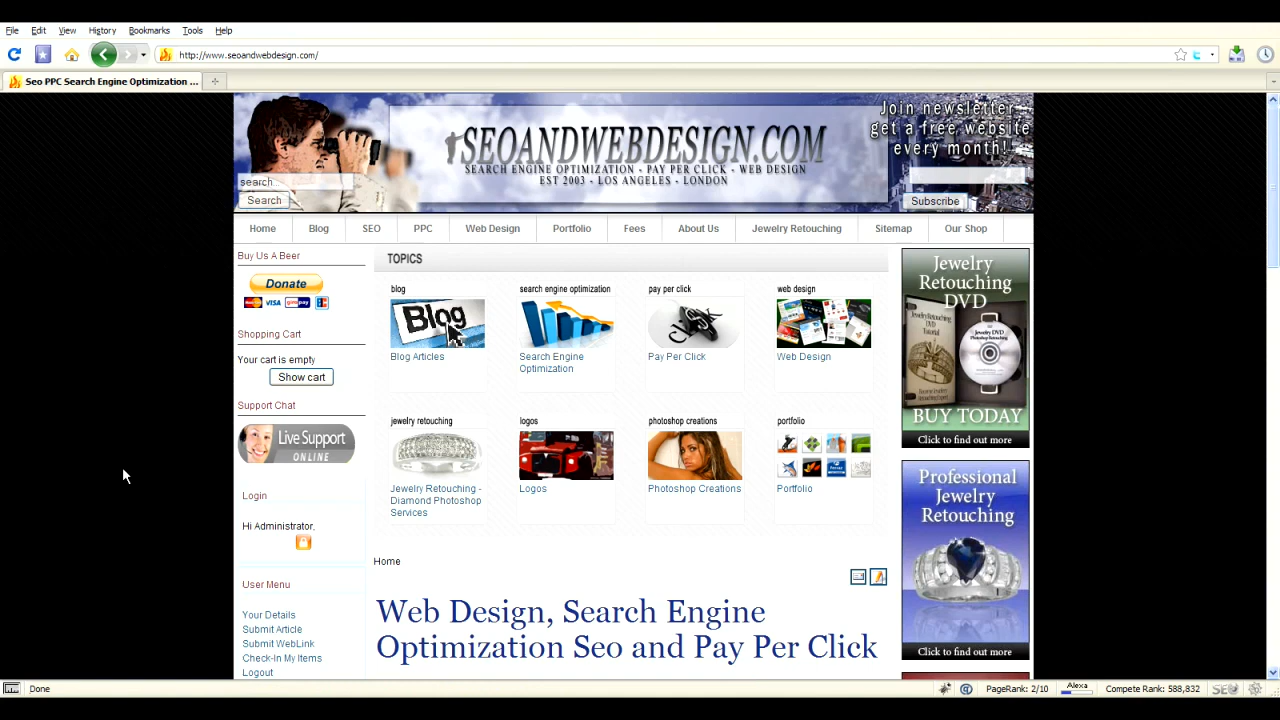 File Edit View History Bookmarks Tools Help
http://www.seoandwebdesign.com/
Seo PPC Search Engine Optimization ...
Join newsletter
get a free website
every month!
SEOANDWEBDESIGN.COM
SEARCH ENGINE OPTIMIZATION - PAY PER CLICK - WEB DESIGN
EST 2003 - LOS ANGELES - LONDON
search...
Search
Subscribe
Home Blog SEO PPC Web Design Portfolio Fees About Us Jewelry Retouching Sitemap Our Shop
Buy Us A Beer
Donate
VISA
Shopping Cart
Your cart is empty
Show cart
Support Chat
Live Support
ONLINE
Login
Hi Administrator,
User Menu
Your Details
Submit Article
Submit WebLink
Check-In My Items
Logout
TOPICS
blog
Blog
Blog Articles
search engine optimization
Search Engine
Optimization
pay per click
click
Pay Per Click
web design
Web Design
jewelry retouching
Jewelry Retouching -
Diamond Photoshop
Services
logos
Logos
photoshop creations
Photoshop Creations
portfolio
Portfolio
Home
Web Design, Search Engine
Optimization Seo and Pay Per Click
Jewelry
Retouching
DVD
BUY TODAY
Click to find out more
Professional
Jewelry
Retouching
Click to find out more
Done
PageRank: 2/10
Alexa
Compete Rank: 588,832
SEO